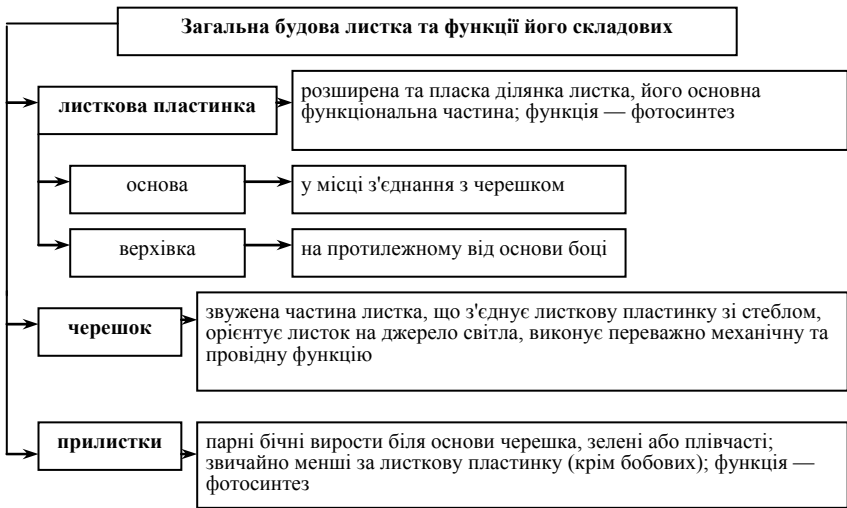 Загальна будова листка та функції його складових
листкова пластинка
розширена та пласка ділянка листка, його основна
функціональна частина; функція — фотосинтез
основа
у місці з'єднання з черешком
верхівка
на протилежному від основи боці
черешок
звужена частина листка, що з'єднує листкову пластинку зі стеблом,
орієнтує листок на джерело світла, виконує переважно механічну та
провідну функцію
прилистки
парні бічні вирости біля основи черешка, зелені або плівчасті;
звичайно менші за листкову пластинку (крім бобових); функція —
фотосинтез